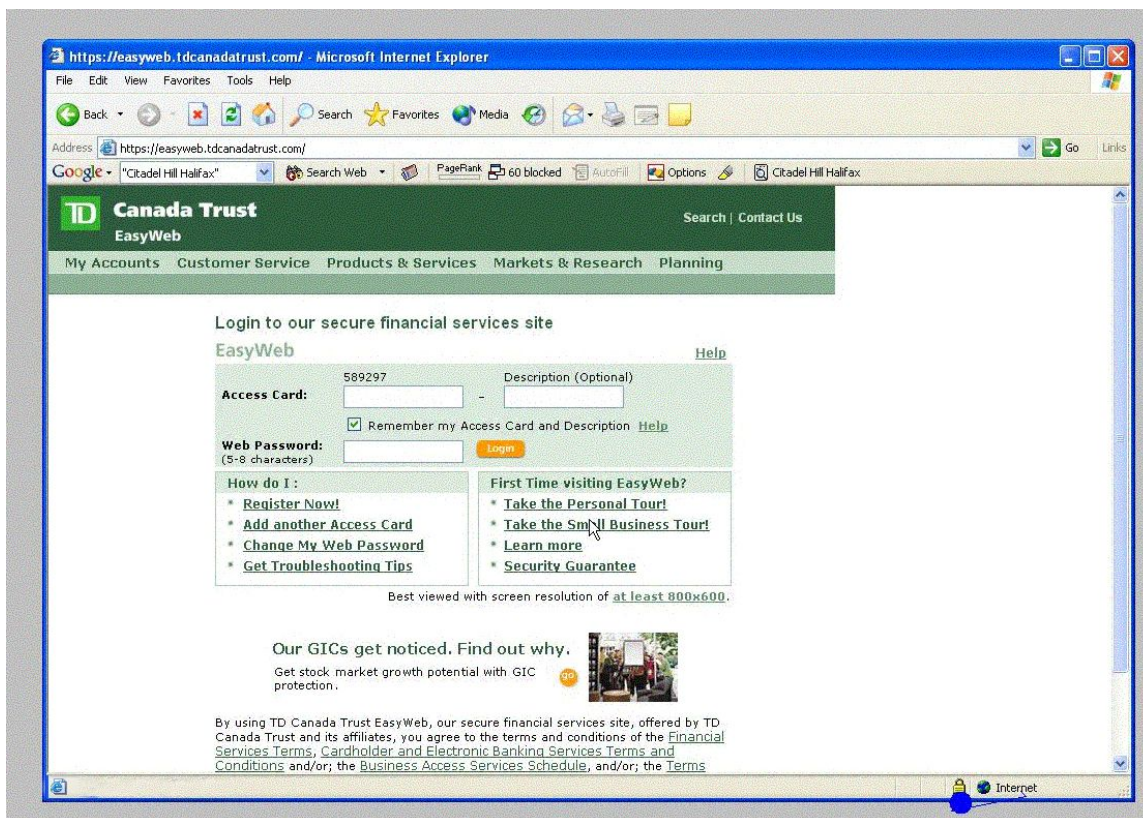 https://easyweb.tdcanadatrust.com/ - Microsoft Internet Explorer
File Edit View Favorites Tools Help
Back Search Favorites Media
Address https://easyweb.tdcanadatrust.com/ Go Links
Google "Citadel Hill Halifax" Search Web PageRank 60 blocked AutoFill Options Citadel Hill Halifax
TD Canada Trust
EasyWeb
Search | Contact Us
My Accounts Customer Service Products & Services Markets & Research Planning
Login to our secure financial services site
EasyWeb Help
589297 Description (Optional)
Access Card: -
Remember my Access Card and Description Help
Web Password: Login
(5-8 characters)
How do I :
* Register Now!
* Add another Access Card
* Change My Web Password
* Get Troubleshooting Tips
First Time visiting EasyWeb?
* Take the Personal Tour!
* Take the Small Business Tour!
* Learn more
* Security Guarantee
Best viewed with screen resolution of at least 800x600.
Our GICs get noticed. Find out why.
Get stock market growth potential with GIC go
protection.
By using TD Canada Trust EasyWeb, our secure financial services site, offered by TD
Canada Trust and its affiliates, you agree to the terms and conditions of the Financial
Services Terms, Cardholder and Electronic Banking Services Terms and
Conditions and/or; the Business Access Services Schedule, and/or; the Terms
Internet